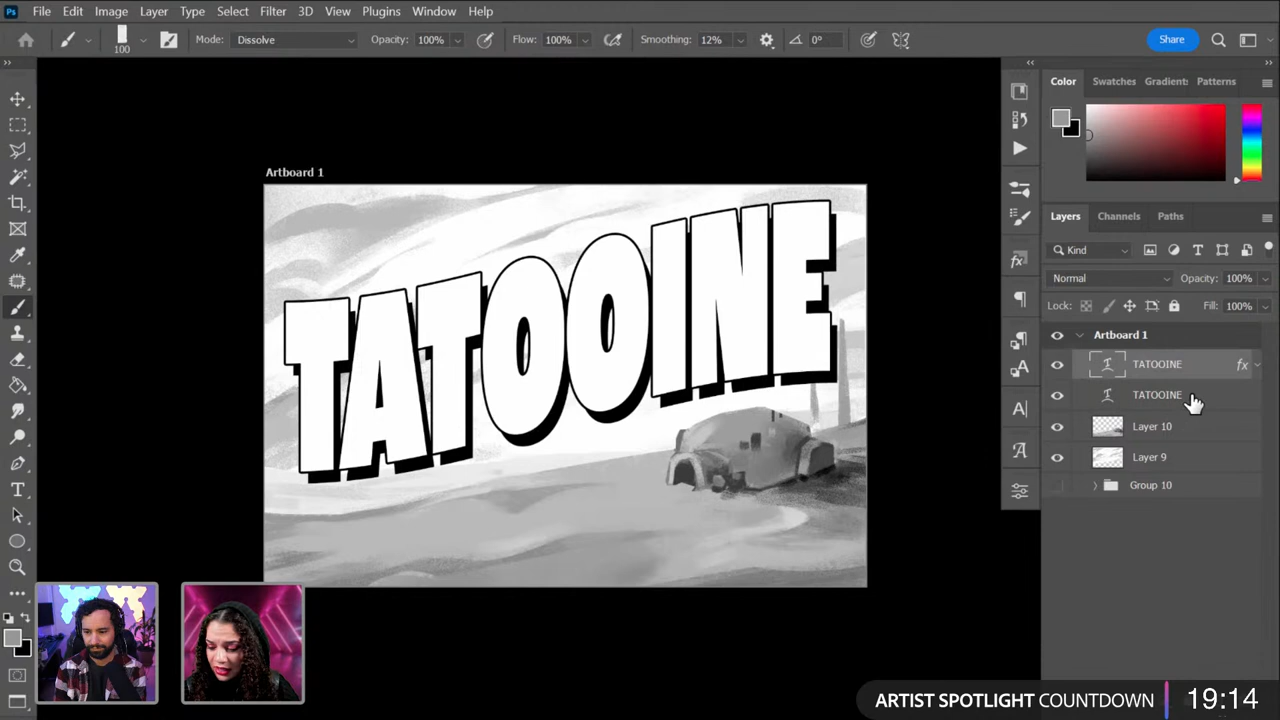 Ps File Edit Image Layer Type Select Filter 3D View Plugins Window Help
100 Mode: Dissolve Opacity: 100% Flow: 100% Smoothing: 12% 0° Share
Color Swatches Gradient: Patterns
Artboard 1
TATOOINE
Layers Channels Paths
Kind
Normal Opacity: 100%
Lock: Fill: 100%
Artboard 1
TATOOINE fx
TATOOINE
Layer 10
Layer 9
Group 10
ARTIST SPOTLIGHT COUNTDOWN 19:14